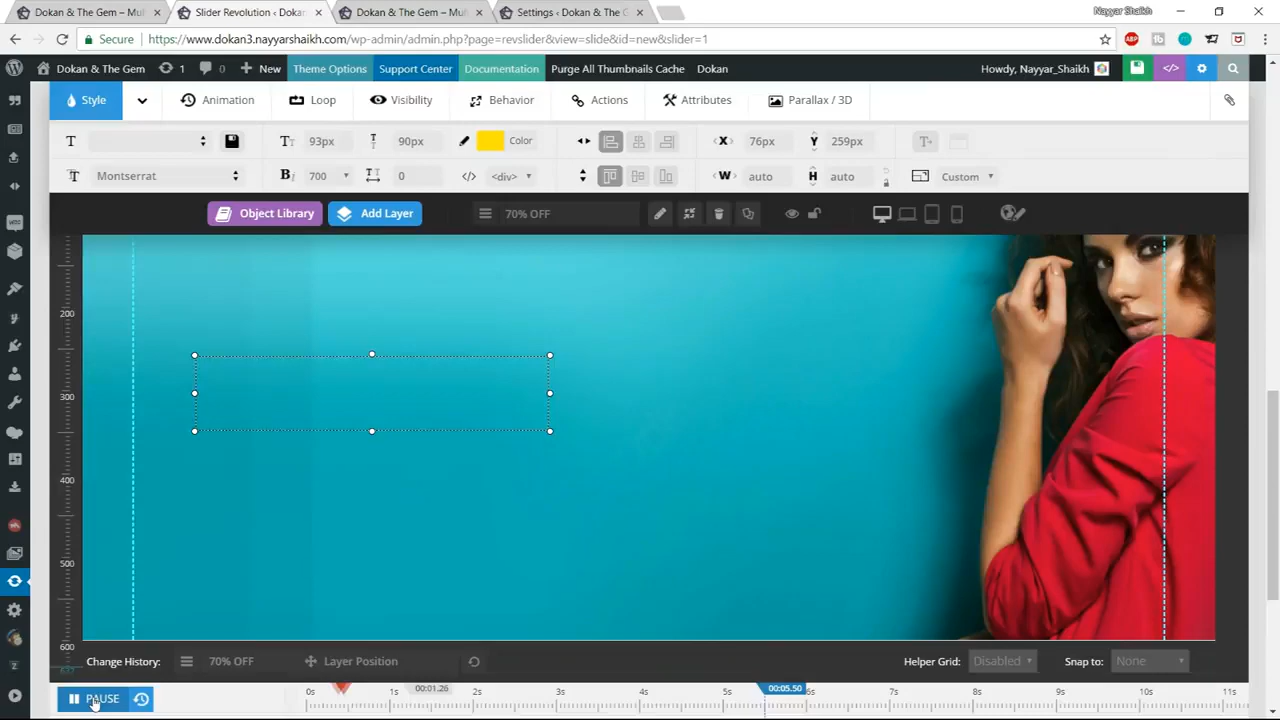 Dokan & The Gem – Mul
Slider Revolution ‹ Dokan
Dokan & The Gem – Mul
Settings ‹ Dokan & The G
Nayyar Shaikh
Secure
https://www.dokan3.nayyarshaikh.com/wp-admin/admin.php?page=revslider&view=slide&id=new&slider=1
ABP
Dokan & The Gem
1
0
New
Theme Options
Support Center
Documentation
Purge All Thumbnails Cache
Dokan
Howdy, Nayyar_Shaikh
Style
Animation
Loop
Visibility
Behavior
Actions
Attributes
Parallax / 3D
93px
90px
Color
X
76px
Y
259px
Montserrat
700
0
<div>
W
auto
H
auto
Custom
Object Library
Add Layer
70% OFF
200
300
400
500
600
Change History:
70% OFF
Layer Position
Helper Grid:
Disabled
Snap to:
None
PAUSE
0s
1s
00:01.26
2s
3s
4s
5s
00:05.50
6s
8s
9s
10s
11s